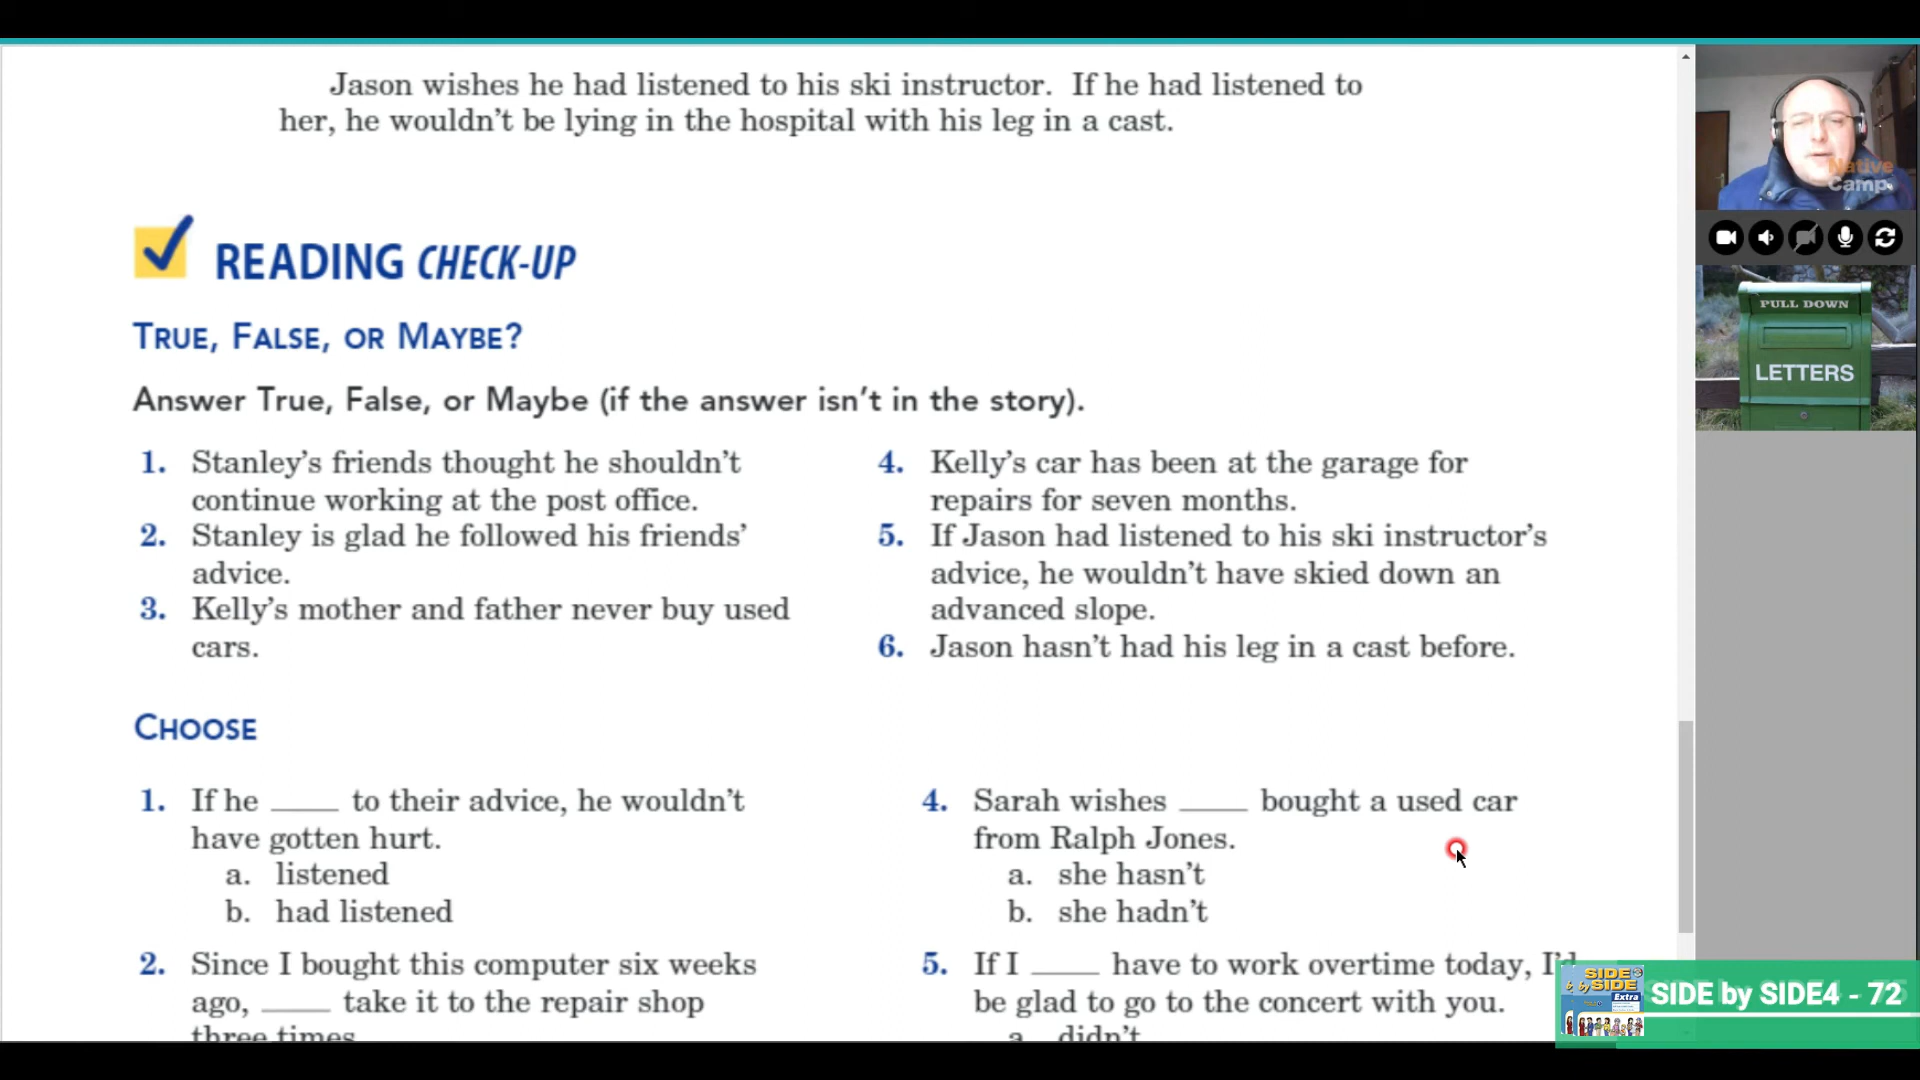 Jason wishes he had listened to his ski instructor. If he had listened to
her, he wouldn't be lying in the hospital with his leg in a cast.
READING CHECK-UP
TRUE, FALSE, OR MAYBE?
Answer True, False, or Maybe (if the answer isn't in the story).
1. Stanley's friends thought he shouldn't
continue working at the post office.
2. Stanley is glad he followed his friends'
advice.
3. Kelly's mother and father never buy used
cars.
4. Kelly's car has been at the garage for
repairs for seven months.
5. If Jason had listened to his ski instructor's
advice, he wouldn't have skied down an
advanced slope.
6. Jason hasn't had his leg in a cast before.
CHOOSE
1. If he ____ to their advice, he wouldn't
have gotten hurt.
a. listened
b. had listened
2. Since I bought this computer six weeks
ago, ____ take it to the repair shop
three times
4. Sarah wishes ____ bought a used car
from Ralph Jones.
a. she hasn't
b. she hadn't
5. If I ____ have to work overtime today, I'd
be glad to go to the concert with you.
a didn't
Native
Camp
PULL DOWN
LETTERS
SIDE
by SIDE
Extra
SIDE by SIDE4 - 72